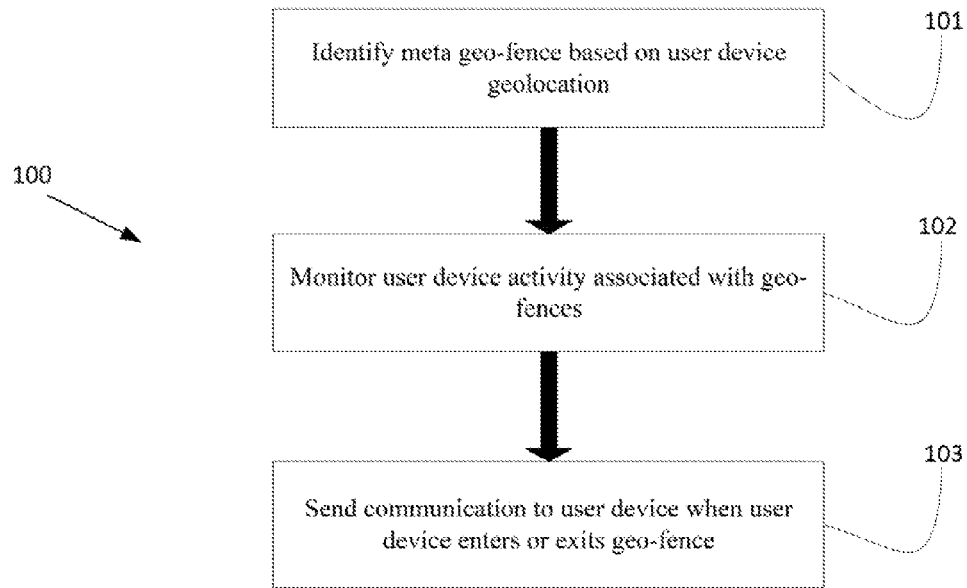 Identify meta geo-fence based on user device
geolocation
101
100
Monitor user device activity associated with geo-
fences
102
Send communication to user device when user
device enters or exits geo-fence
103